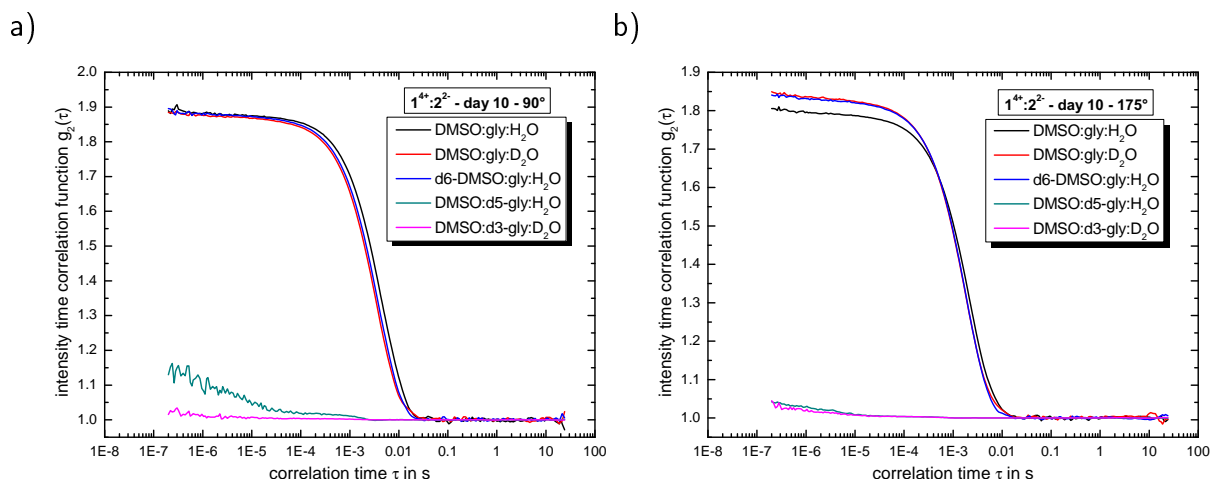 a)
1⁴⁺:2²⁻ - day 10 - 90°
DMSO:gly:H₂O
DMSO:gly:D₂O
d6-DMSO:gly:H₂O
DMSO:d5-gly:H₂O
DMSO:d3-gly:D₂O
intensity time correlation function g₂(τ)
2.0
1.9
1.8
1.7
1.6
1.5
1.4
1.3
1.2
1.1
1.0
1E-8 1E-7 1E-6 1E-5 1E-4 1E-3 0.01 0.1 1 10 100
correlation time τ in s
b)
1⁴⁺:2²⁻ - day 10 - 175°
DMSO:gly:H₂O
DMSO:gly:D₂O
d6-DMSO:gly:H₂O
DMSO:d5-gly:H₂O
DMSO:d3-gly:D₂O
intensity time correlation function g₂(τ)
1.9
1.8
1.7
1.6
1.5
1.4
1.3
1.2
1.1
1.0
1E-8 1E-7 1E-6 1E-5 1E-4 1E-3 0.01 0.1 1 10 100
correlation time τ in s